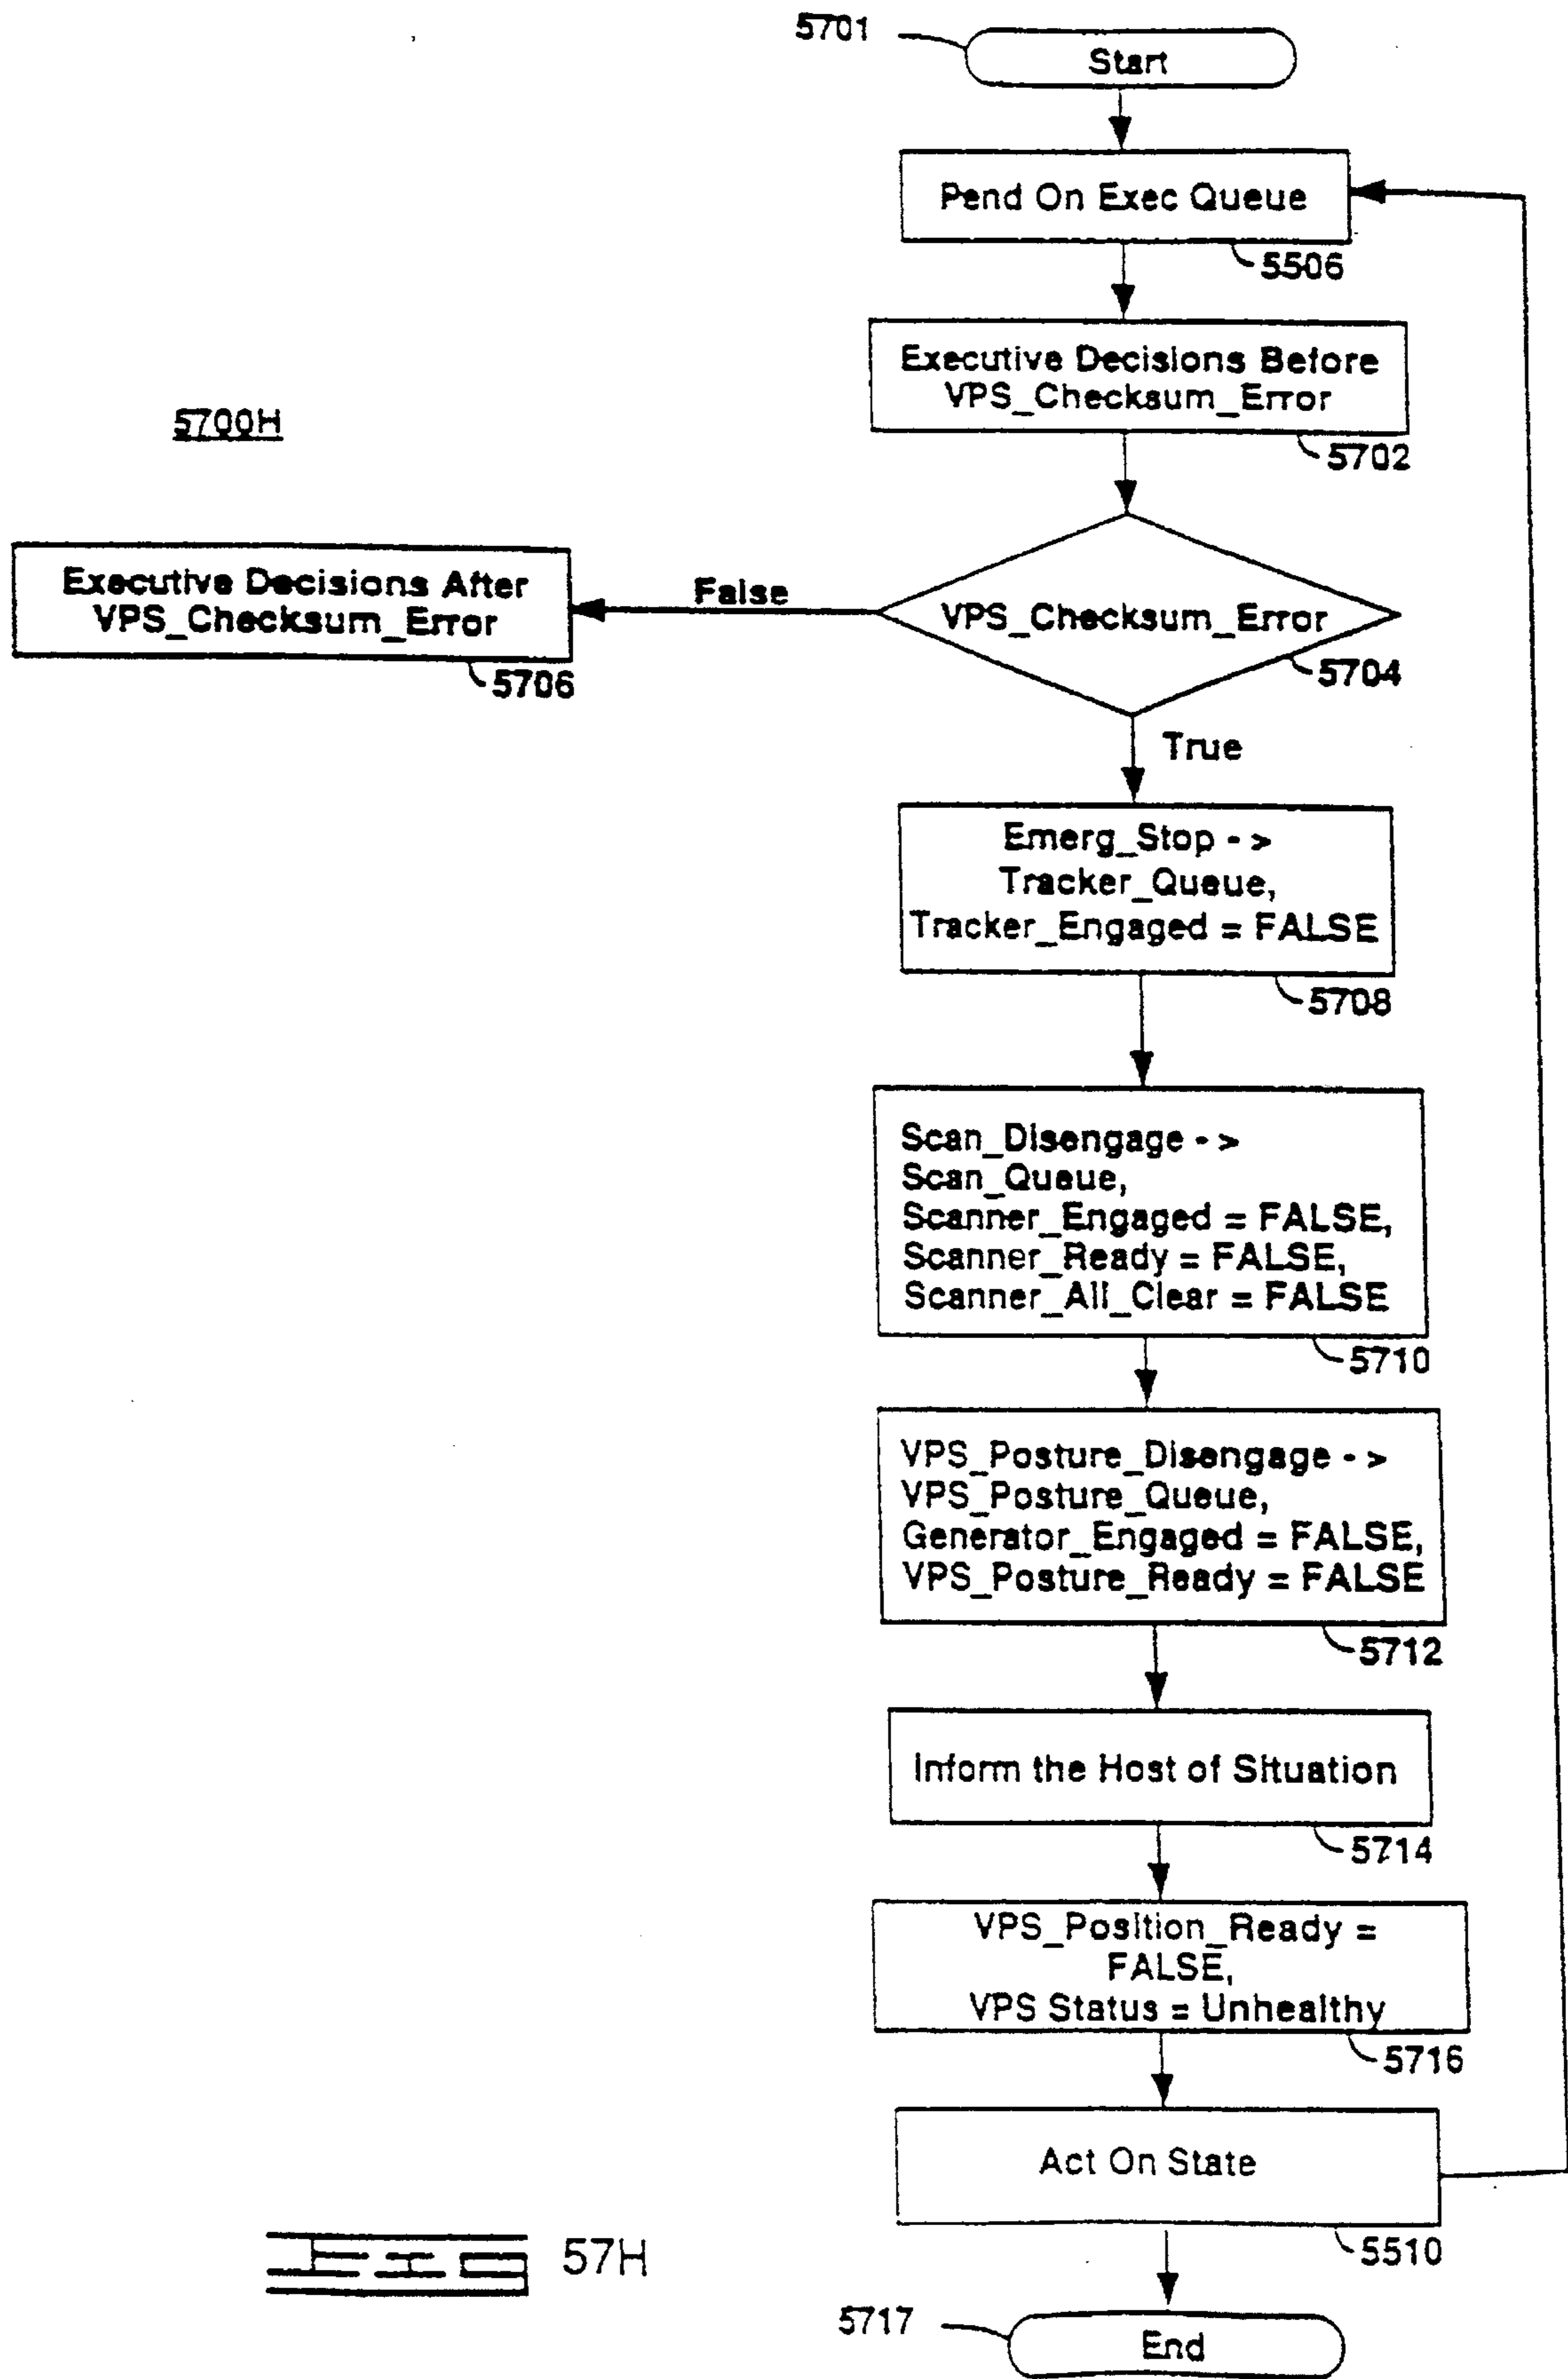 5701
Start
Pend On Exec Queue
5506
Executive Decisions Before
VPS_Checksum_Error
5702
5700H
Executive Decisions After
VPS_Checksum_Error
5706
False
VPS_Checksum_Error
5704
True
Emerg_Stop - >
Tracker_Queue,
Tracker_Engaged = FALSE
5708
Scan_Disengage - >
Scan_Queue,
Scanner_Engaged = FALSE,
Scanner_Ready = FALSE,
Scanner_All_Clear = FALSE
5710
VPS_Posture_Disengage - >
VPS_Posture_Queue,
Generator_Engaged = FALSE,
VPS_Posture_Ready = FALSE
5712
Inform the Host of Situation
5714
VPS_Position_Ready =
FALSE,
VPS Status = Unhealthy
5716
Act On State
5510
FIG 57H
5717
End